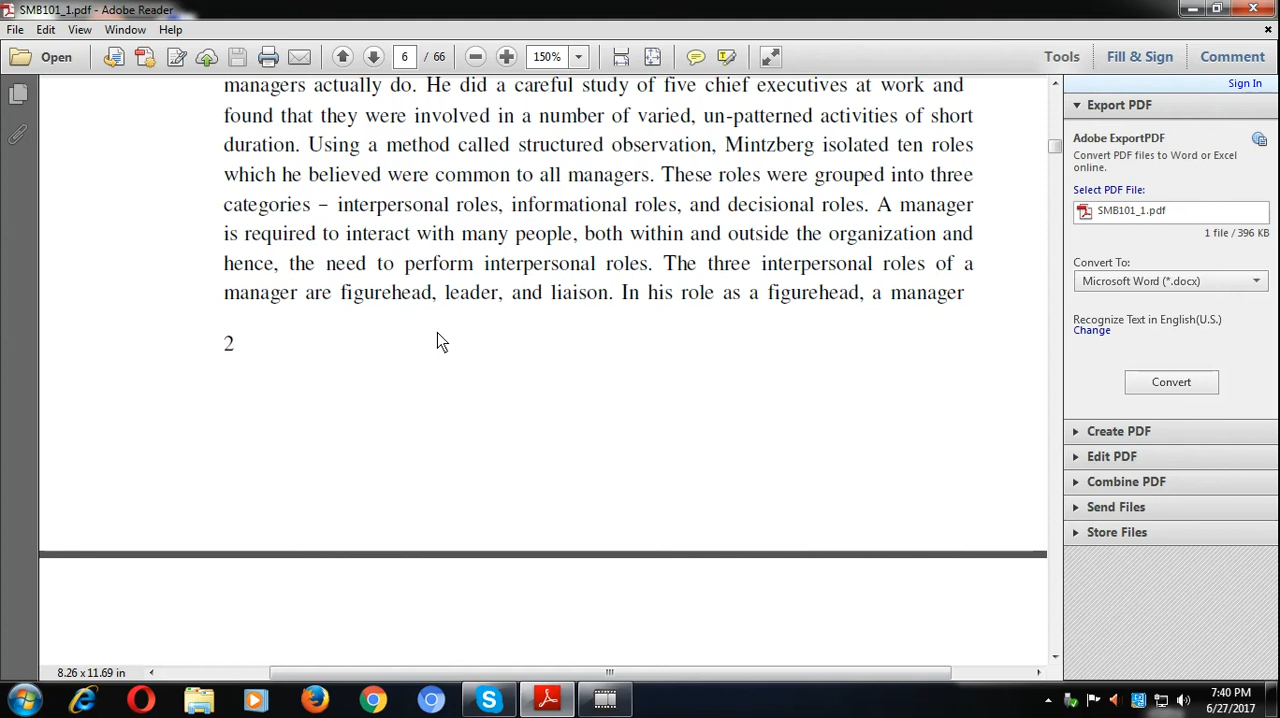 SMB101_1.pdf - Adobe Reader
File Edit View Window Help
Open 6 / 66 150% Tools Fill & Sign Comment
managers actually do. He did a careful study of five chief executives at work and
found that they were involved in a number of varied, un-patterned activities of short
duration. Using a method called structured observation, Mintzberg isolated ten roles
which he believed were common to all managers. These roles were grouped into three
categories – interpersonal roles, informational roles, and decisional roles. A manager
is required to interact with many people, both within and outside the organization and
hence, the need to perform interpersonal roles. The three interpersonal roles of a
manager are figurehead, leader, and liaison. In his role as a figurehead, a manager
2
8.26 x 11.69 in
Sign In
Export PDF
Adobe ExportPDF
Convert PDF files to Word or Excel
online.
Select PDF File:
SMB101_1.pdf
1 file / 396 KB
Convert To:
Microsoft Word (*.docx)
Recognize Text in English(U.S.)
Change
Convert
Create PDF
Edit PDF
Combine PDF
Send Files
Store Files
7:40 PM
6/27/2017